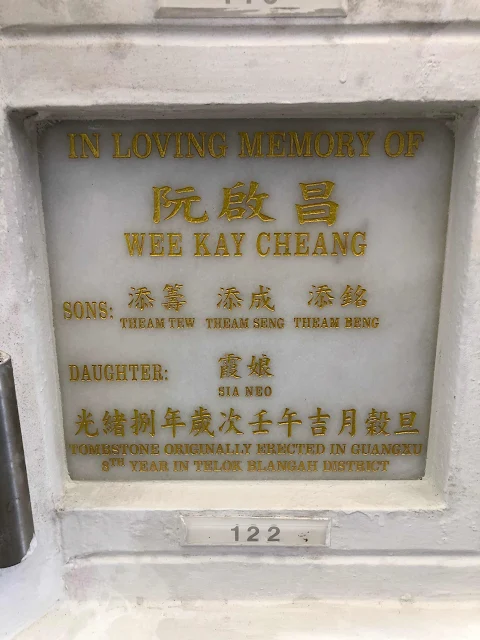 IN LOVING MEMORY OF
阮啟昌
WEE KAY CHEANG
SONS: 添籌 添成 添銘
THEAM TEW THEAM SENG THEAM BENG
DAUGHTER: 霞娘
SIA NEO
光緒捌年歲次壬午吉月穀旦
TOMBSTONE ORIGINALLY ERECTED IN GUANGXU
8TH YEAR IN TELOK BLANGAH DISTRICT
122